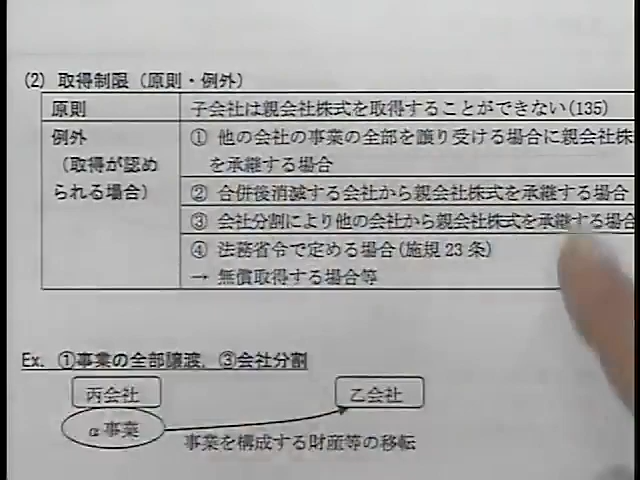 (2) 取得制限（原則・例外）
原則 子会社は親会社株式を取得することができない(135)
例外 ① 他の会社の事業の全部を譲り受ける場合に親会社株
（取得が認め を承継する場合
られる場合） ② 合併後消滅する会社から親会社株式を承継する場合
③ 会社分割により他の会社から親会社株式を承継する場合
④ 法務省令で定める場合(施規 23 条)
→ 無償取得する場合等
Ex. ①事業の全部譲渡，③会社分割
丙会社 乙会社
α事業
事業を構成する財産等の移転